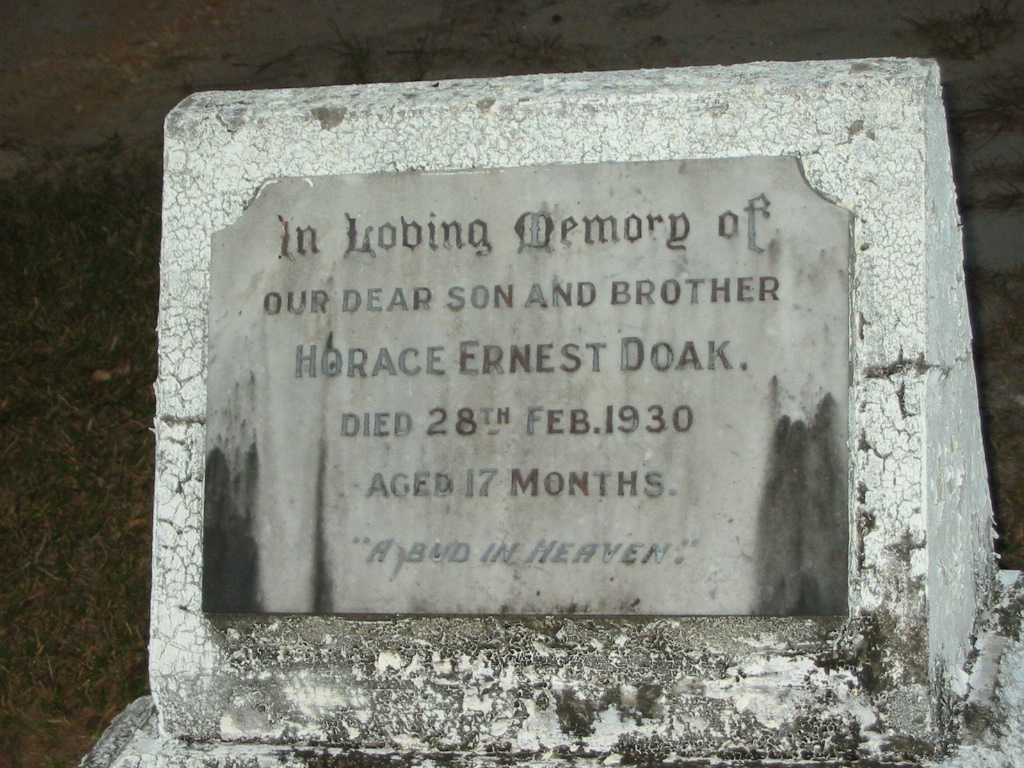 In Loving Memory of
OUR DEAR SON AND BROTHER
HORACE ERNEST DOAK.
DIED 28TH FEB. 1930
AGED 17 MONTHS.
"A BUD IN HEAVEN."